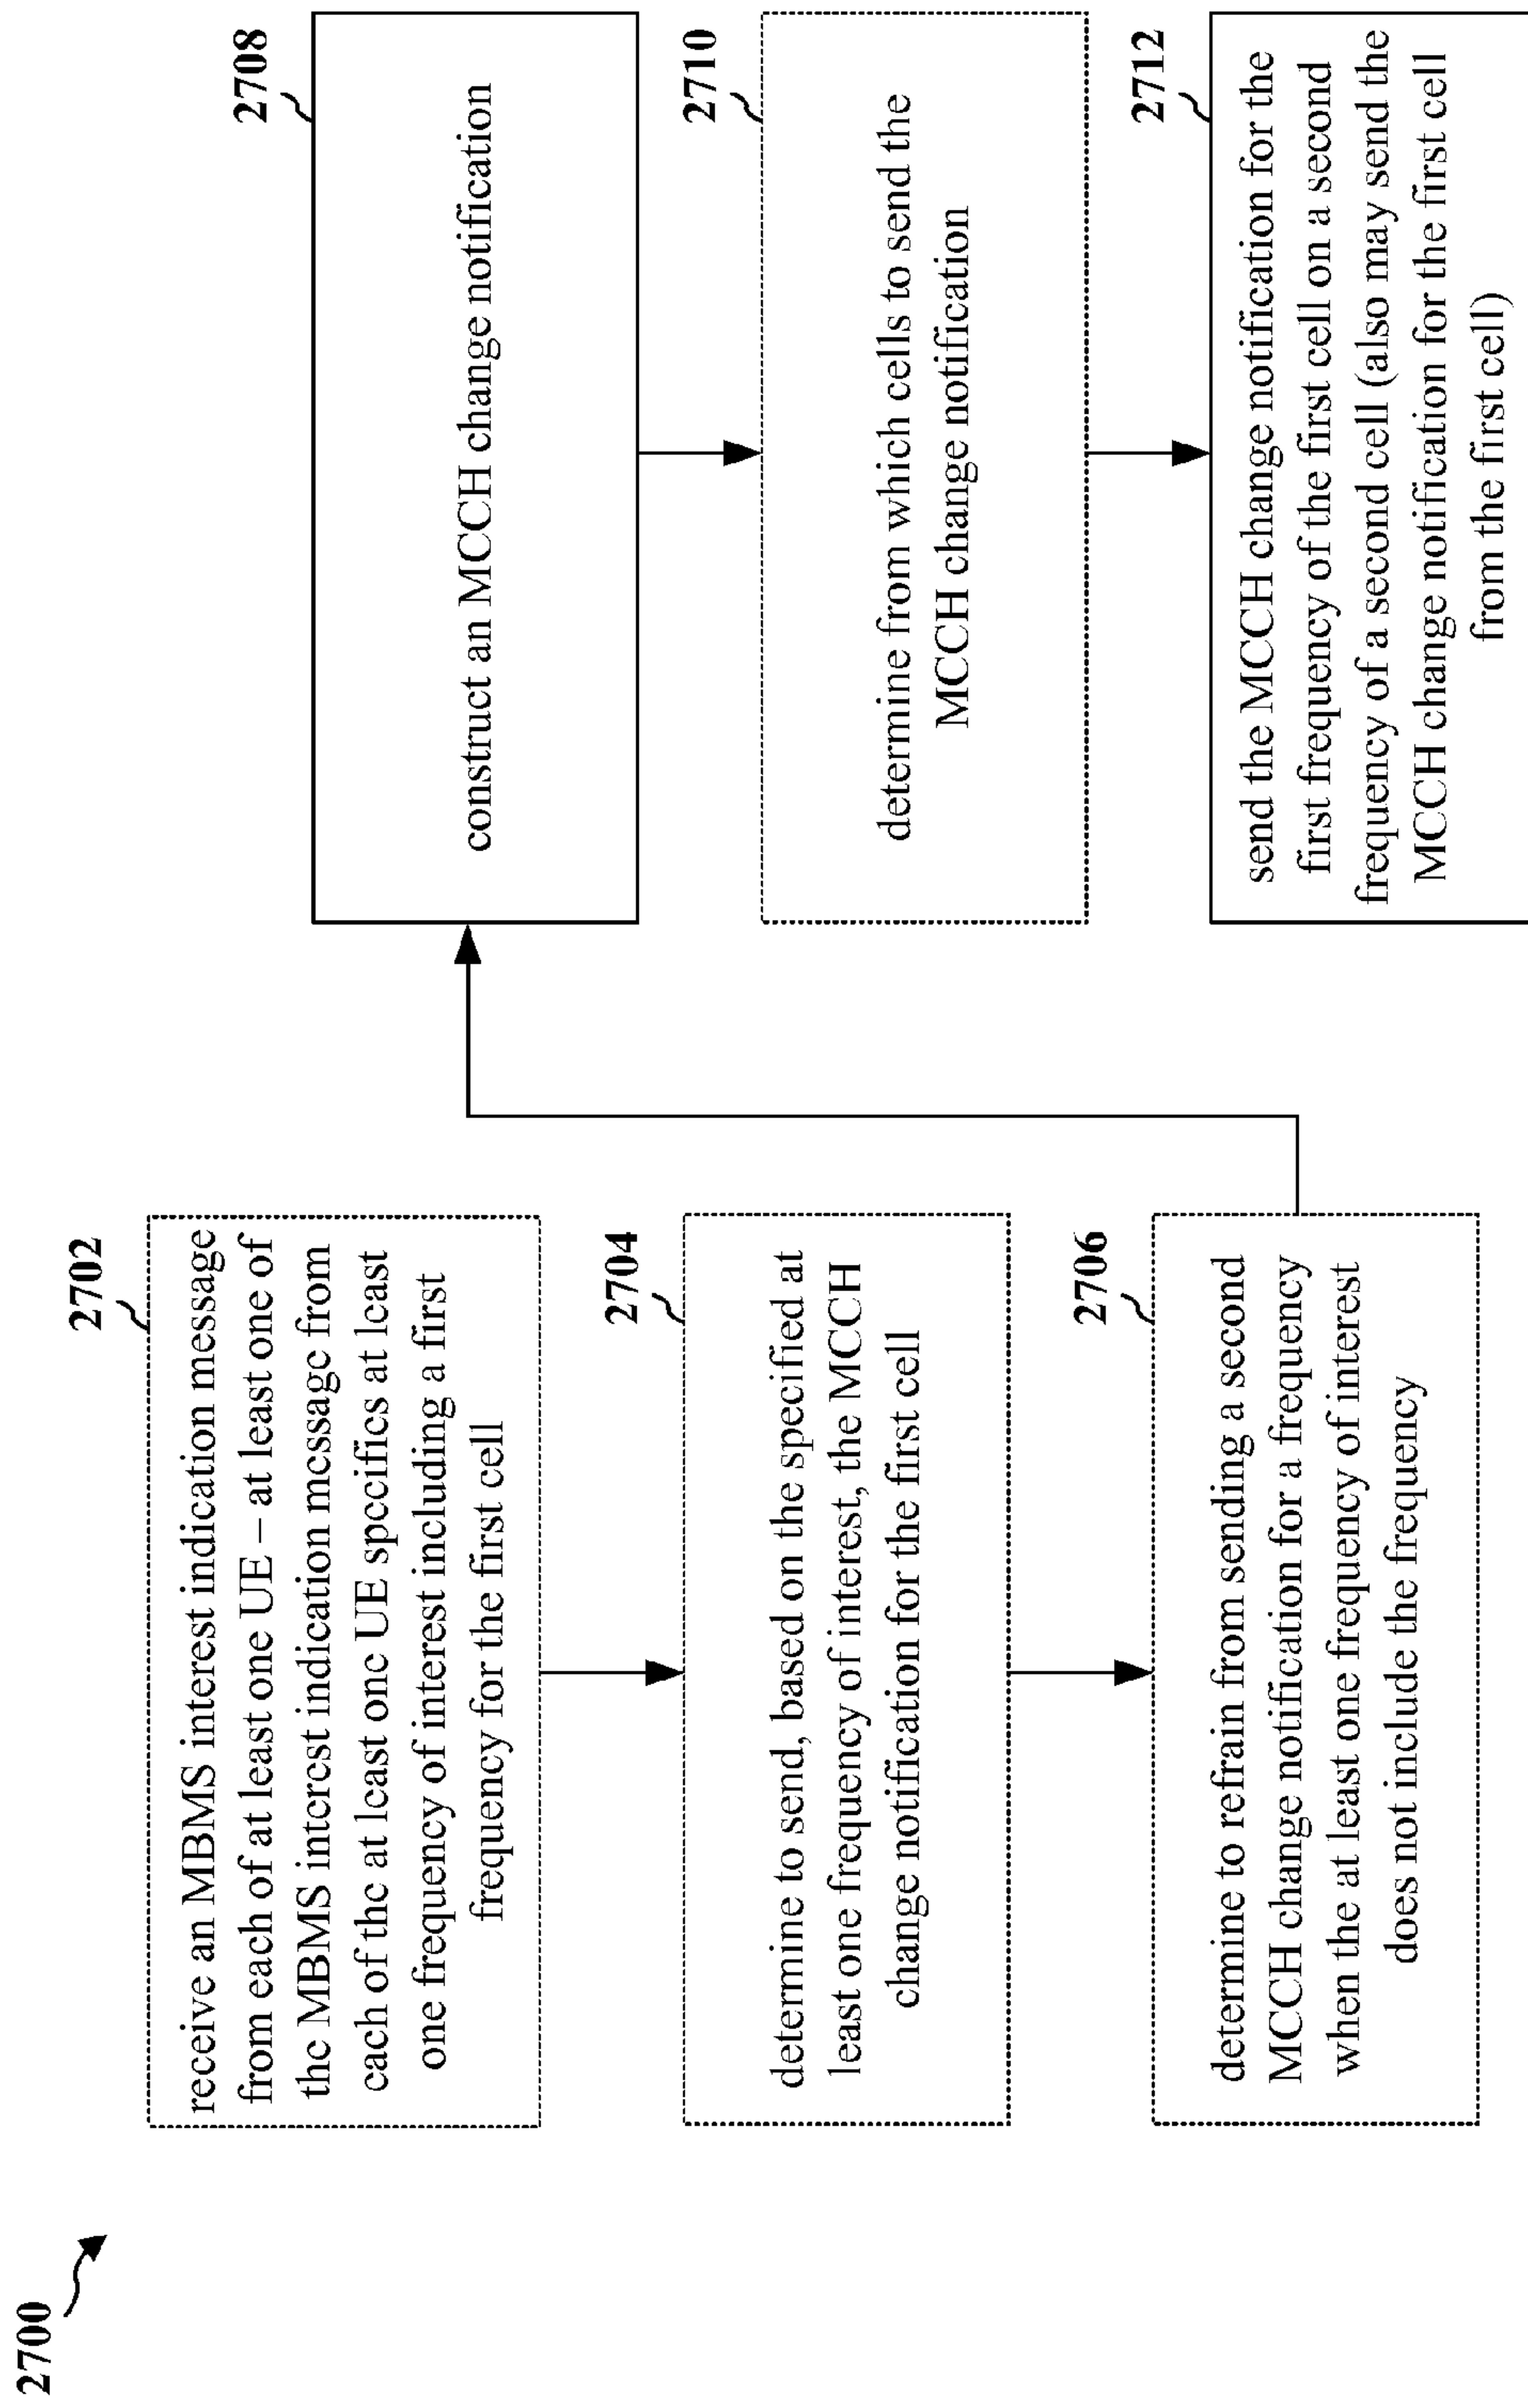 2700
2702
receive an MBMS interest indication message
from each of at least one UE – at least one of
the MBMS interest indication message from
each of the at least one UE specifics at least
one frequency of interest including a first
frequency for the first cell
2704
determine to send, based on the specified at
least one frequency of interest, the MCCH
change notification for the first cell
2706
determine to refrain from sending a second
MCCH change notification for a frequency
when the at least one frequency of interest
does not include the frequency
2708
construct an MCCH change notification
2710
determine from which cells to send the
MCCH change notification
2712
send the MCCH change notification for the
first frequency of the first cell on a second
frequency of a second cell (also may send the
MCCH change notification for the first cell
from the first cell)